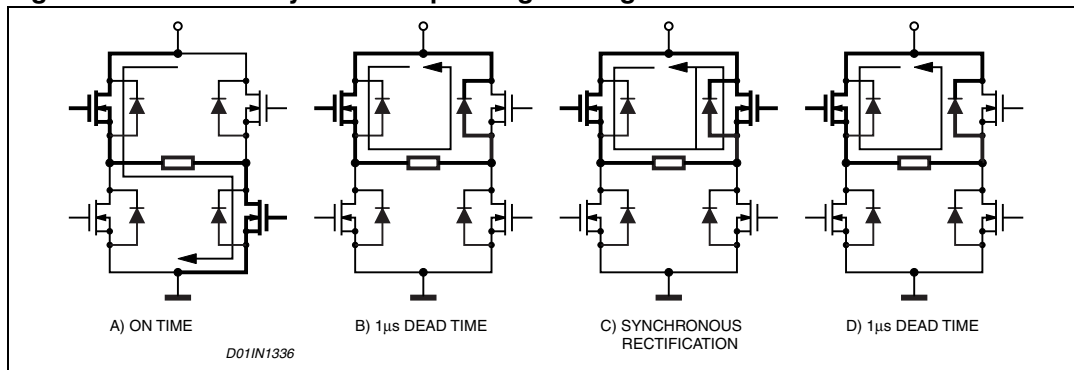 A) ON TIME
B) 1μs DEAD TIME
C) SYNCHRONOUS
RECTIFICATION
D) 1μs DEAD TIME
D01IN1336